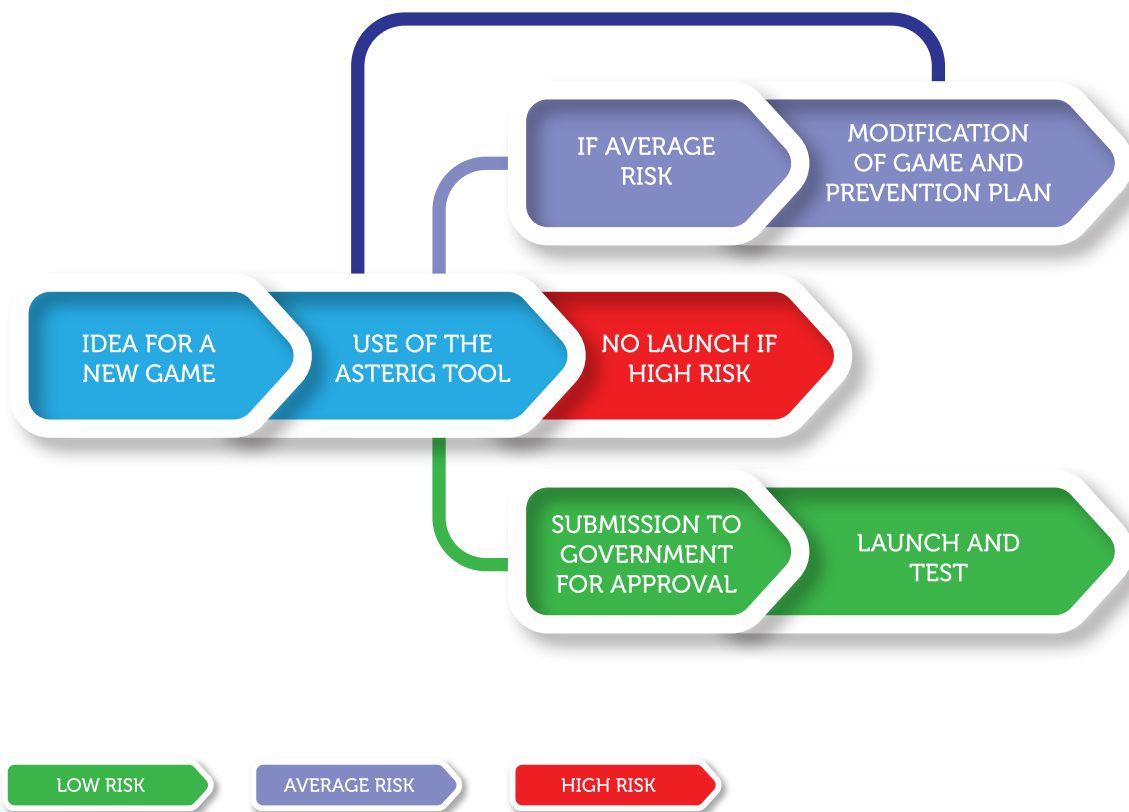 IF AVERAGE
RISK
MODIFICATION
OF GAME AND
PREVENTION PLAN
IDEA FOR A
NEW GAME
USE OF THE
ASTERIG TOOL
NO LAUNCH IF
HIGH RISK
SUBMISSION TO
GOVERNMENT
FOR APPROVAL
LAUNCH AND
TEST
LOW RISK
AVERAGE RISK
HIGH RISK